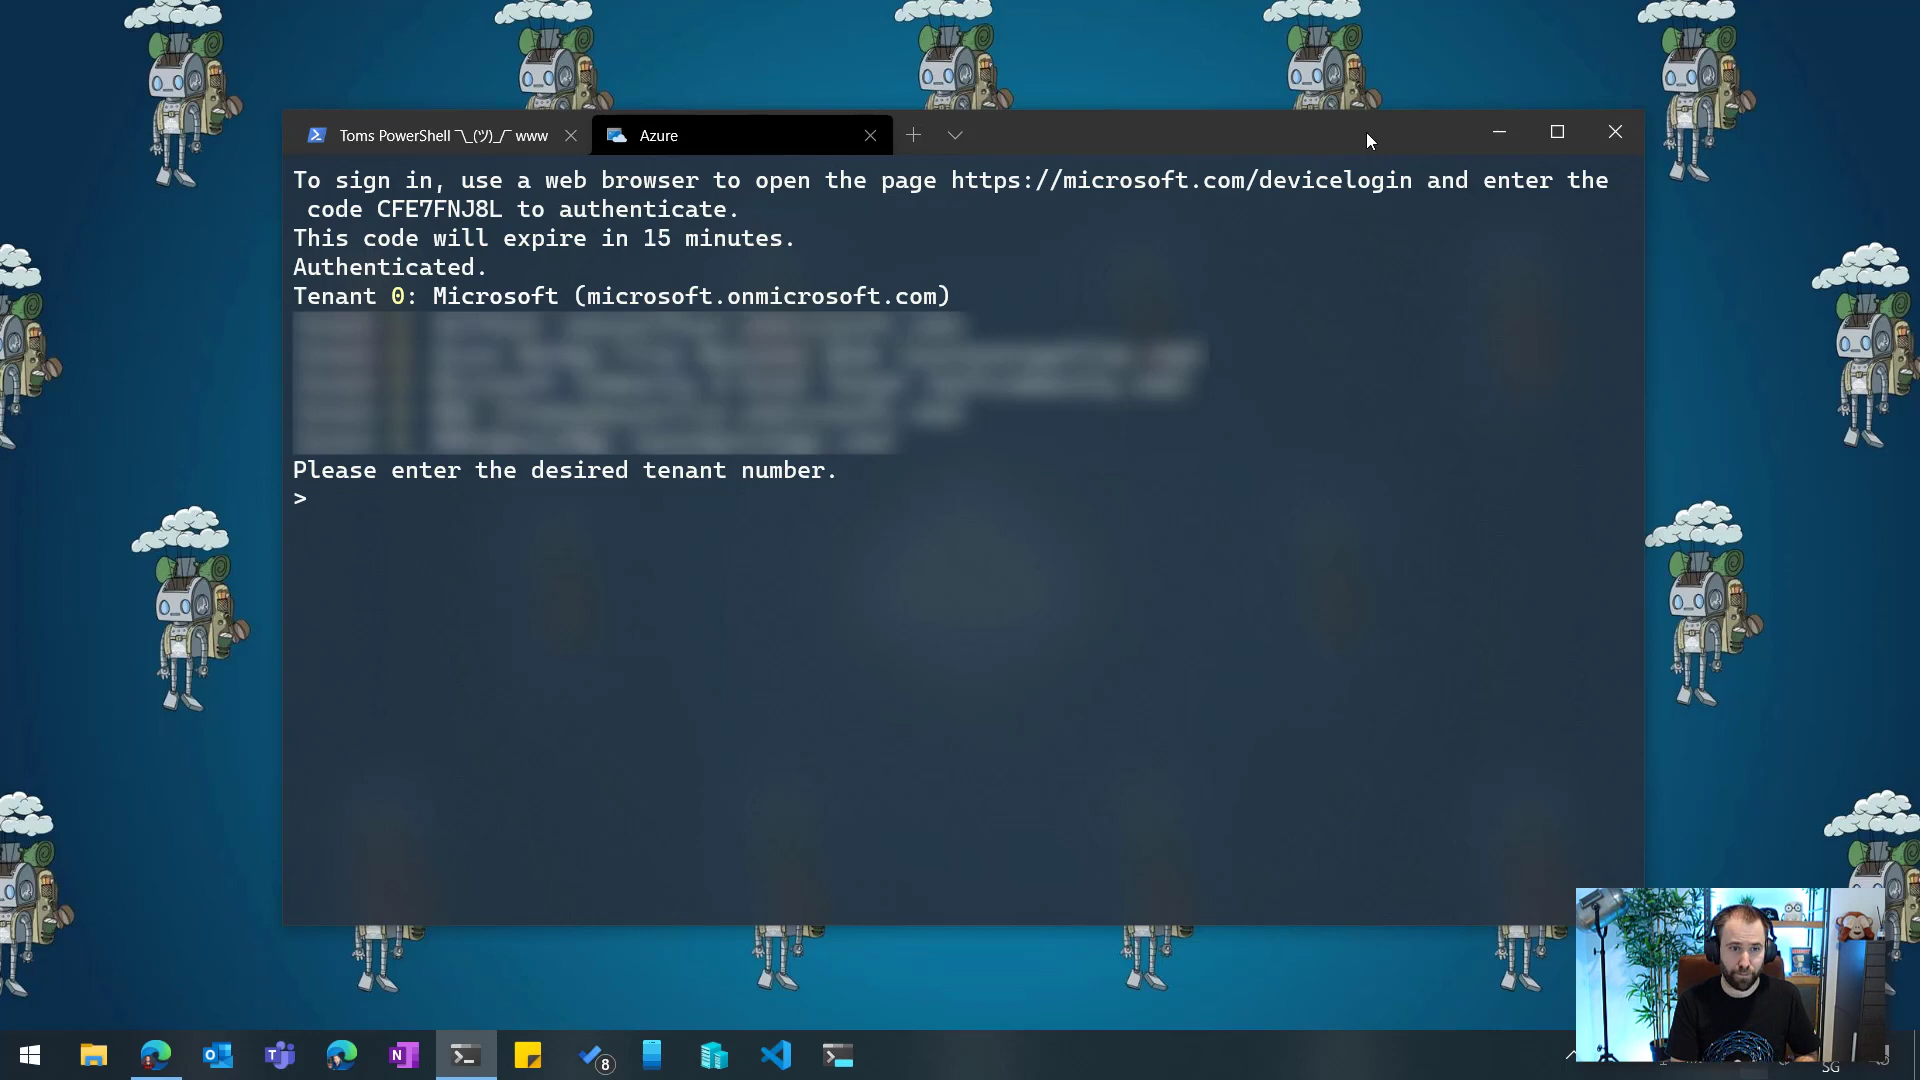 Toms PowerShell ¯\_(ツ)_/¯ www
Azure
To sign in, use a web browser to open the page https://microsoft.com/devicelogin and enter the
code CFE7FNJ8L to authenticate.
This code will expire in 15 minutes.
Authenticated.
Tenant 0: Microsoft (microsoft.onmicrosoft.com)
Please enter the desired tenant number.
>
8
SG